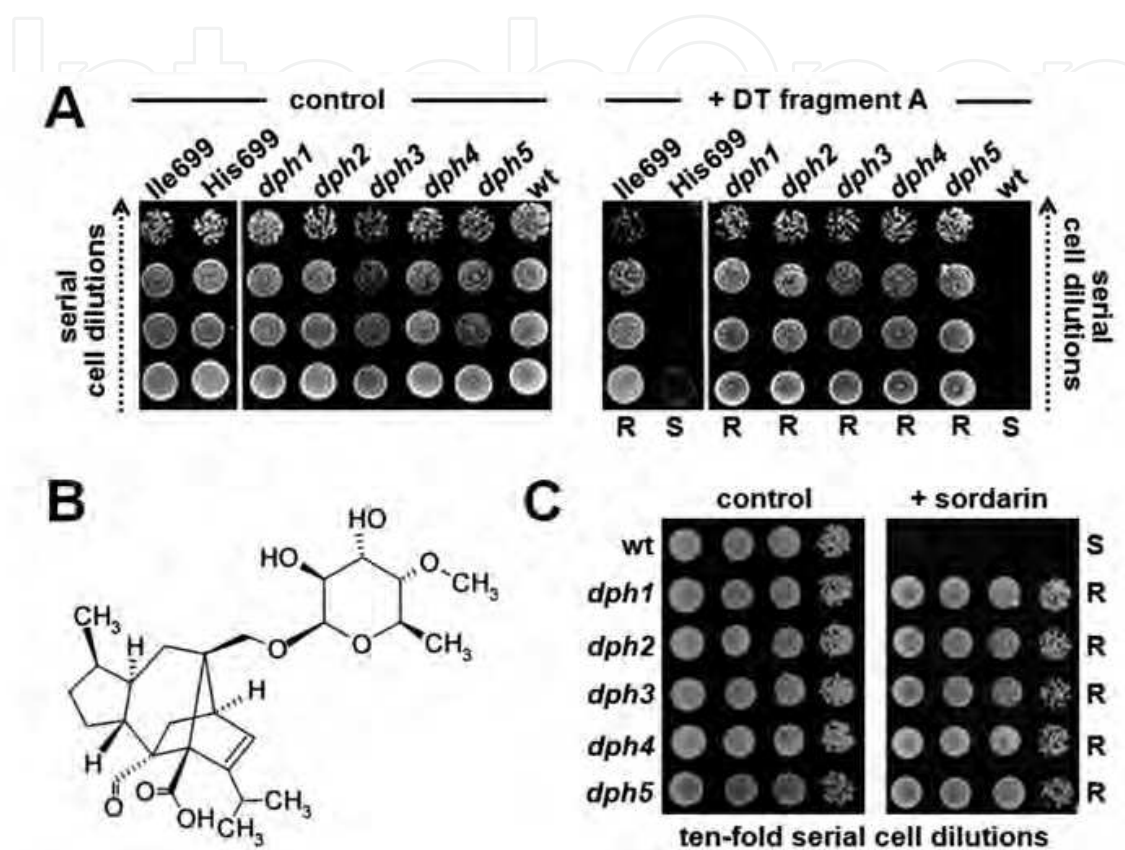 IntechOpen
A
control
+ DT fragment A
Ile699 His699 dph1 dph2 dph3 dph4 dph5 wt
Ile699 His699 dph1 dph2 dph3 dph4 dph5 wt
serial
cell dilutions
serial
cell dilutions
R S R R R R R S
B
HO
HO
O
CH3
CH3
H
O
O
CH3
H
H
O
O
OH
CH3
H3C
C
control
+ sordarin
wt
S
dph1
R
dph2
R
dph3
R
dph4
R
dph5
R
ten-fold serial cell dilutions